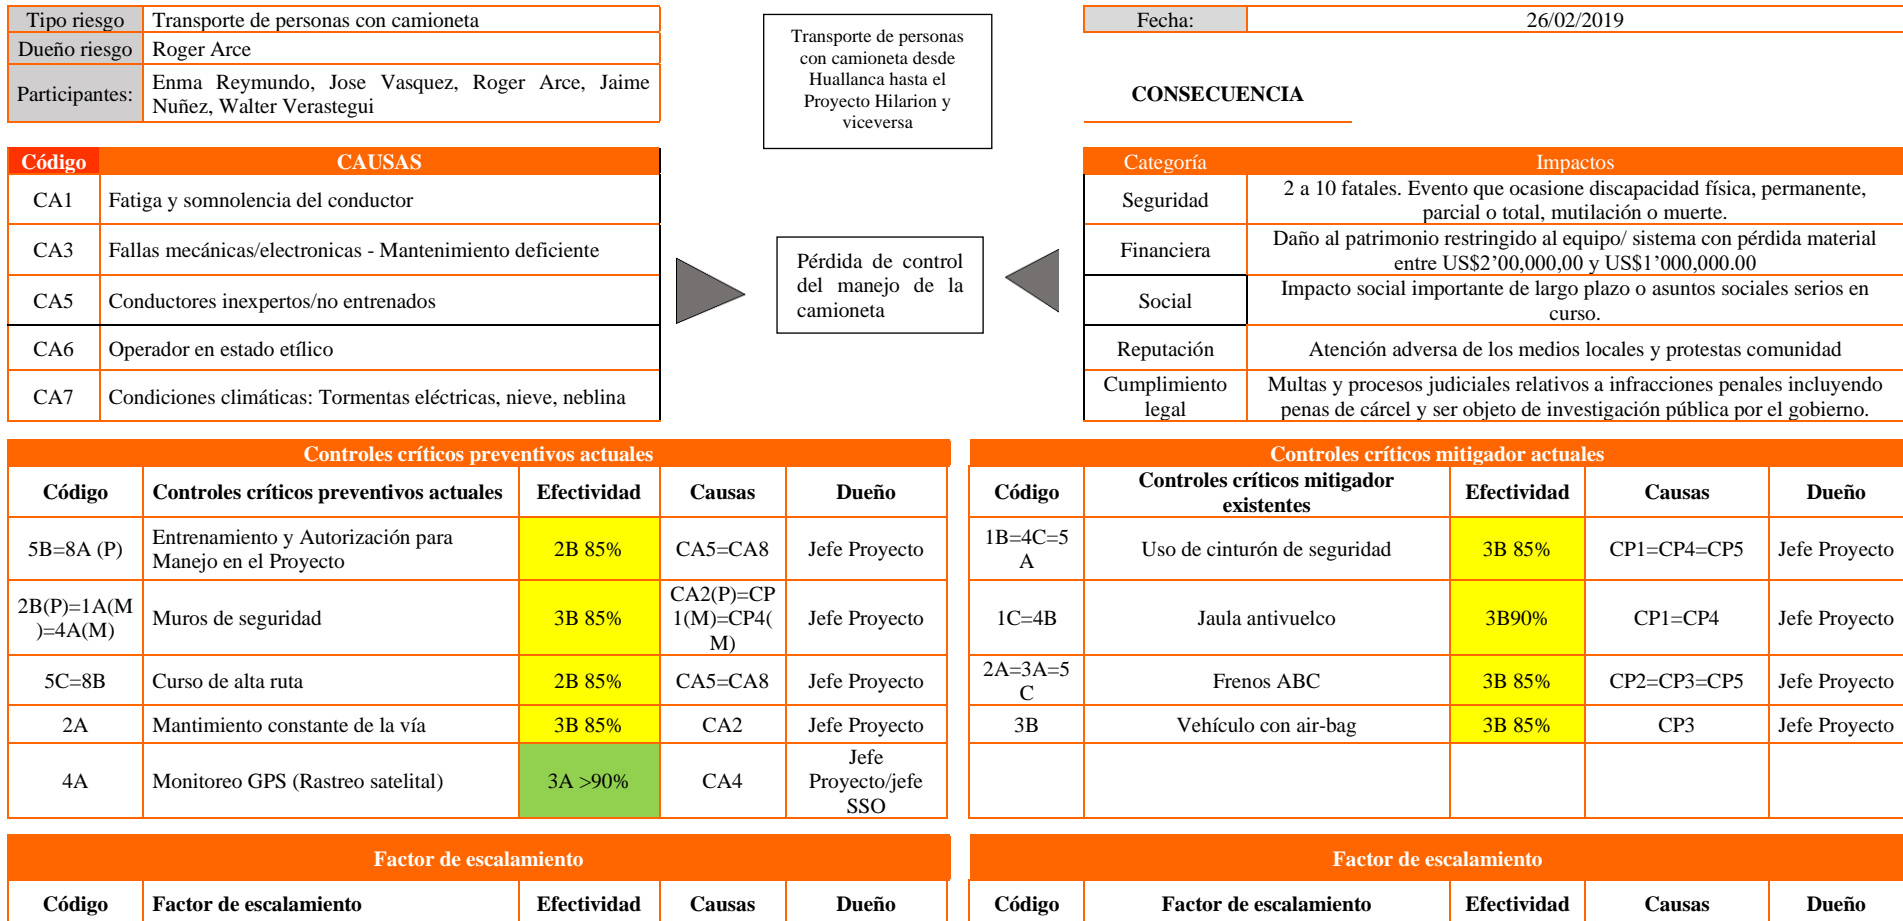 Tipo riesgo Transporte de personas con camioneta
Dueño riesgo Roger Arce
Participantes: Enma Reymundo, Jose Vasquez, Roger Arce, Jaime
Nuñez, Walter Verastegui
Transporte de personas
con camioneta desde
Huallanca hasta el
Proyecto Hilarion y
viceversa
Fecha: 26/02/2019
CONSECUENCIA
Código CAUSAS
CA1 Fatiga y somnolencia del conductor
CA3 Fallas mecánicas/electronicas - Mantenimiento deficiente
CA5 Conductores inexpertos/no entrenados
CA6 Operador en estado etílico
CA7 Condiciones climáticas: Tormentas eléctricas, nieve, neblina
Pérdida de control
del manejo de la
camioneta
Categoría Impactos
Seguridad 2 a 10 fatales. Evento que ocasione discapacidad física, permanente,
parcial o total, mutilación o muerte.
Financiera Daño al patrimonio restringido al equipo/ sistema con pérdida material
entre US$2’00,000,00 y US$1’000,000.00
Social Impacto social importante de largo plazo o asuntos sociales serios en
curso.
Reputación Atención adversa de los medios locales y protestas comunidad
Cumplimiento
legal
Multas y procesos judiciales relativos a infracciones penales incluyendo
penas de cárcel y ser objeto de investigación pública por el gobierno.
Controles críticos preventivos actuales
Código Controles críticos preventivos actuales Efectividad Causas Dueño
5B=8A (P) Entrenamiento y Autorización para
Manejo en el Proyecto 2B 85% CA5=CA8 Jefe Proyecto
2B(P)=1A(M
)=4A(M) Muros de seguridad 3B 85% CA2(P)=CP
1(M)=CP4(
M) Jefe Proyecto
5C=8B Curso de alta ruta 2B 85% CA5=CA8 Jefe Proyecto
2A Mantimiento constante de la vía 3B 85% CA2 Jefe Proyecto
4A Monitoreo GPS (Rastreo satelital) 3A >90% CA4 Jefe
Proyecto/jefe
SSO
Controles críticos mitigador actuales
Código Controles críticos mitigador
existentes Efectividad Causas Dueño
1B=4C=5
A Uso de cinturón de seguridad 3B 85% CP1=CP4=CP5 Jefe Proyecto
1C=4B Jaula antivuelco 3B90% CP1=CP4 Jefe Proyecto
2A=3A=5
C Frenos ABC 3B 85% CP2=CP3=CP5 Jefe Proyecto
3B Vehículo con air-bag 3B 85% CP3 Jefe Proyecto
Factor de escalamiento
Código Factor de escalamiento Efectividad Causas Dueño
Factor de escalamiento
Código Factor de escalamiento Efectividad Causas Dueño